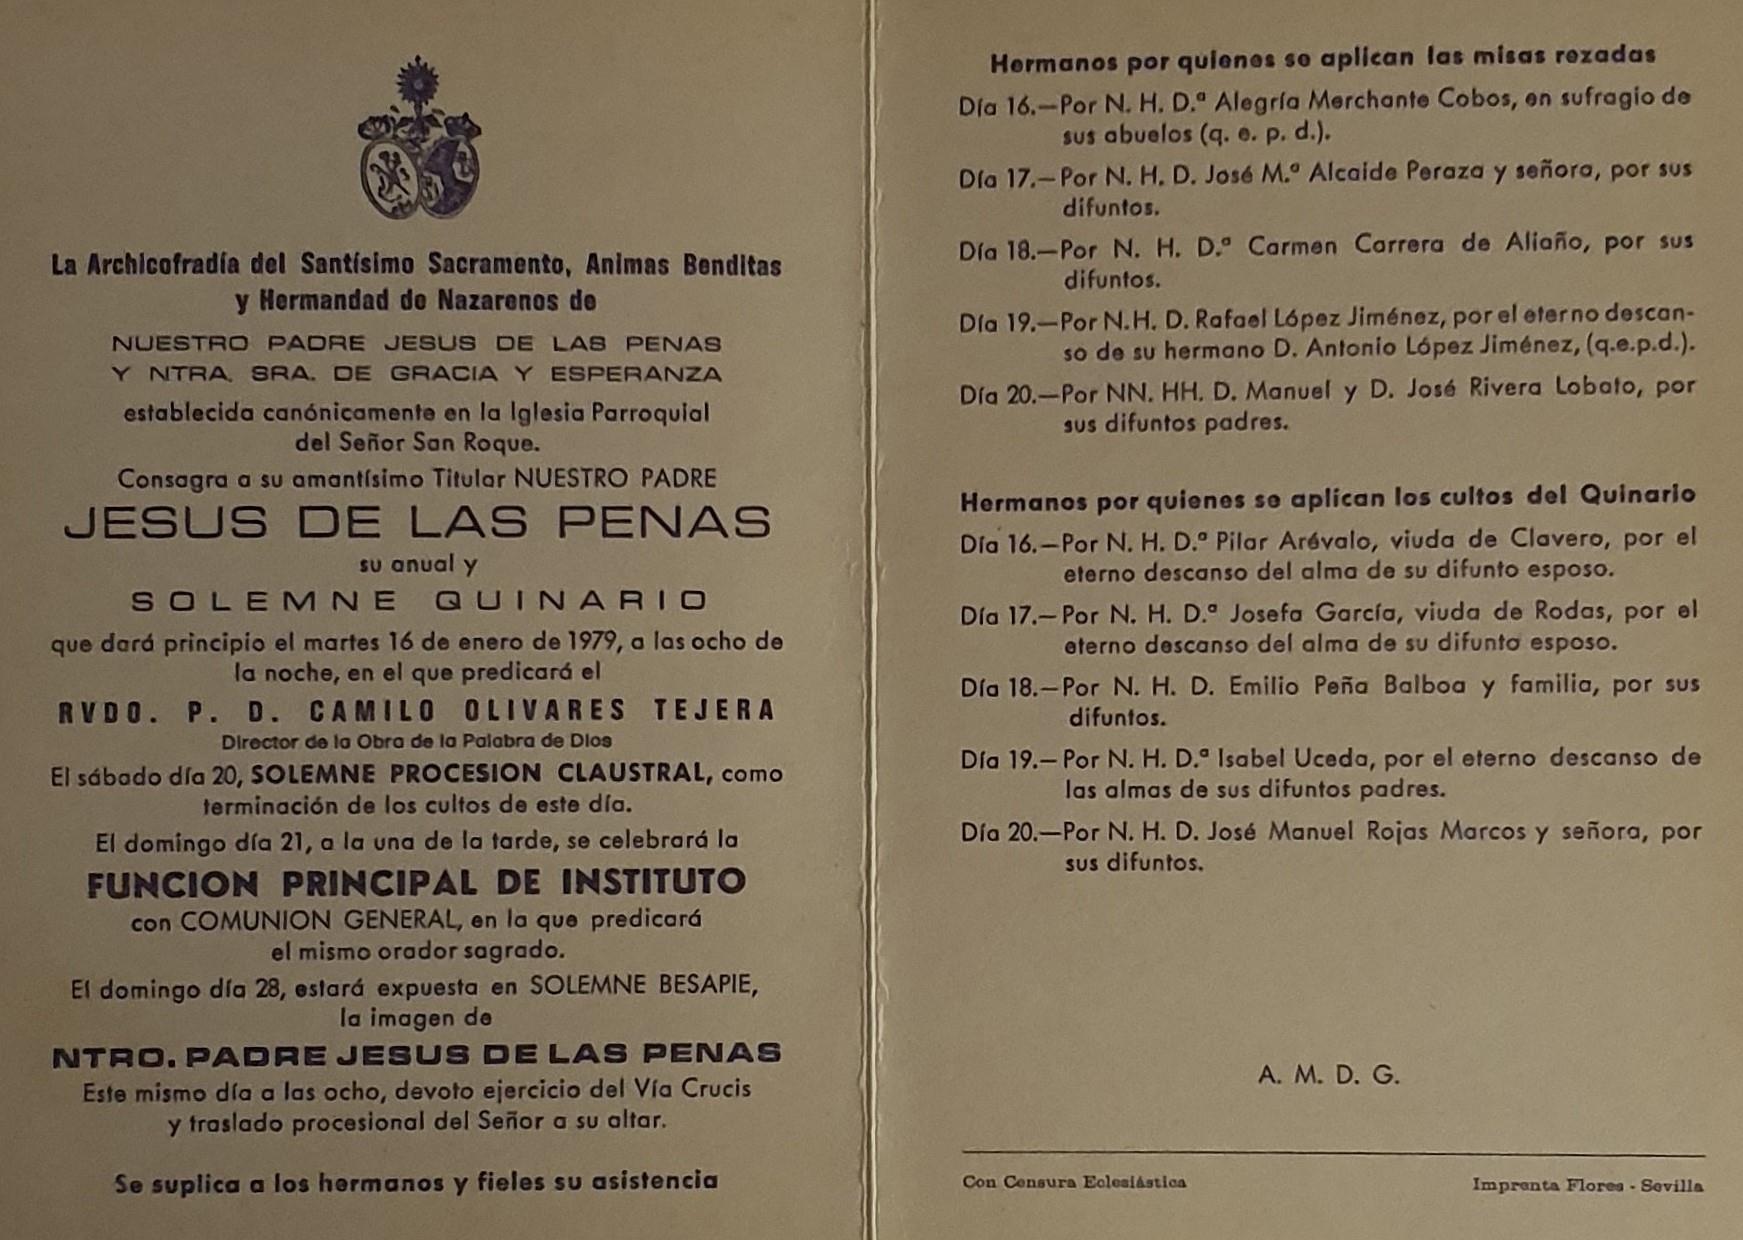 La Archicofradía del Santísimo Sacramento, Animas Benditas
y Hermandad de Nazarenos de
NUESTRO PADRE JESUS DE LAS PENAS
Y NTRA. SRA. DE GRACIA Y ESPERANZA
establecida canónicamente en la Iglesia Parroquial
del Señor San Roque.
Consagra a su amantísimo Titular NUESTRO PADRE
JESUS DE LAS PENAS
su anual y
SOLEMNE QUINARIO
que dará principio el martes 16 de enero de 1979, a las ocho de
la noche, en el que predicará el
RVDO. P. D. CAMILO OLIVARES TEJERA
Director de la Obra de la Palabra de Dios
El sábado día 20, SOLEMNE PROCESION CLAUSTRAL, como
terminación de los cultos de este día.
El domingo día 21, a la una de la tarde, se celebrará la
FUNCION PRINCIPAL DE INSTITUTO
con COMUNION GENERAL, en la que predicará
el mismo orador sagrado.
El domingo día 28, estará expuesta en SOLEMNE BESAPIE,
la imagen de
NTRO. PADRE JESUS DE LAS PENAS
Este mismo día a las ocho, devoto ejercicio del Vía Crucis
y traslado procesional del Señor a su altar.
Se suplica a los hermanos y fieles su asistencia
Hermanos por quienes se aplican las misas rezadas
Día 16.—Por N. H. D.ª Alegría Merchante Cobos, en sufragio de
sus abuelos (q. e. p. d.).
Día 17.—Por N. H. D. José M.ª Alcaide Peraza y señora, por sus
difuntos.
Día 18.—Por N. H. D.ª Carmen Carrera de Aliaño, por sus
difuntos.
Día 19.—Por N.H. D. Rafael López Jiménez, por el eterno descan-
so de su hermano D. Antonio López Jiménez, (q.e.p.d.).
Día 20.—Por NN. HH. D. Manuel y D. José Rivera Lobato, por
sus difuntos padres.
Hermanos por quienes se aplican los cultos del Quinario
Día 16.—Por N. H. D.ª Pilar Arévalo, viuda de Clavero, por el
eterno descanso del alma de su difunto esposo.
Día 17.—Por N. H. D.ª Josefa García, viuda de Rodas, por el
eterno descanso del alma de su difunto esposo.
Día 18.—Por N. H. D. Emilio Peña Balboa y familia, por sus
difuntos.
Día 19.—Por N. H. D.ª Isabel Uceda, por el eterno descanso de
las almas de sus difuntos padres.
Día 20.—Por N. H. D. José Manuel Rojas Marcos y señora, por
sus difuntos.
A. M. D. G.
Con Censura Eclesiástica
Imprenta Flores - Sevilla